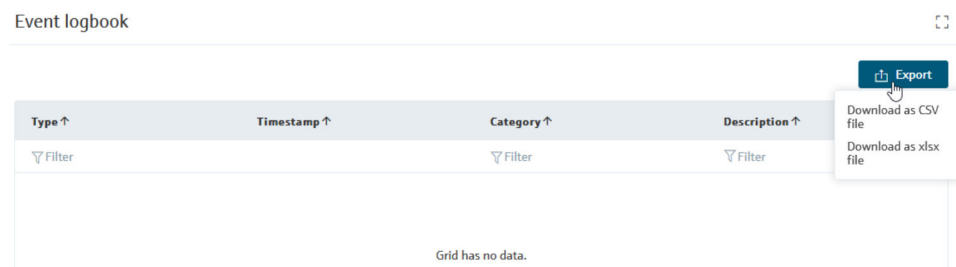 Event logbook
Export
Type↑ Timestamp↑ Category↑ Description↑
Download as CSV
file
Filter Filter Filter
Download as xlsx
file
Grid has no data.